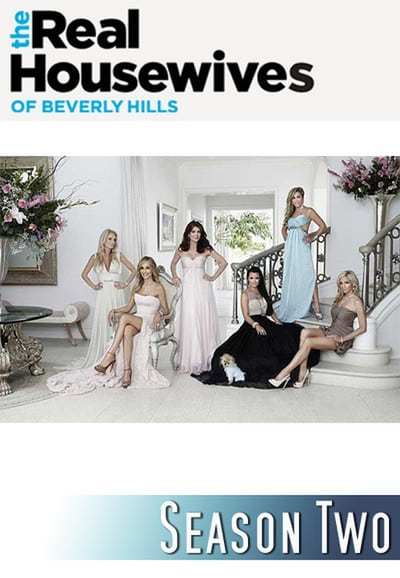 the Real
Housewives
OF BEVERLY HILLS
SEASON TWO